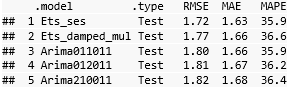 .model .type RMSE MAE MAPE
## 1 Ets_ses Test 1.72 1.63 35.9
## 2 Ets_damped_mul Test 1.77 1.66 36.6
## 3 Arima011011 Test 1.80 1.66 35.9
## 4 Arima012011 Test 1.81 1.67 36.2
## 5 Arima210011 Test 1.82 1.68 36.4